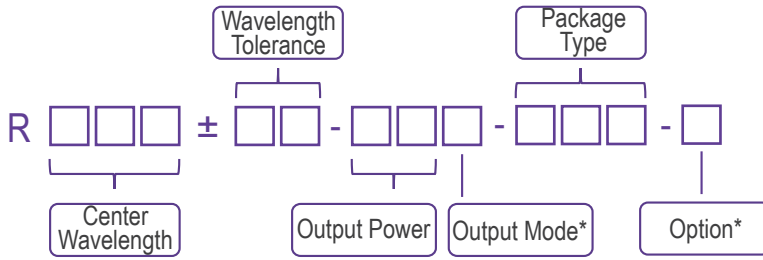 Wavelength
Tolerance
Package
Type
R ± - - -
Center
Wavelength
Output Power
Output Mode*
Option*